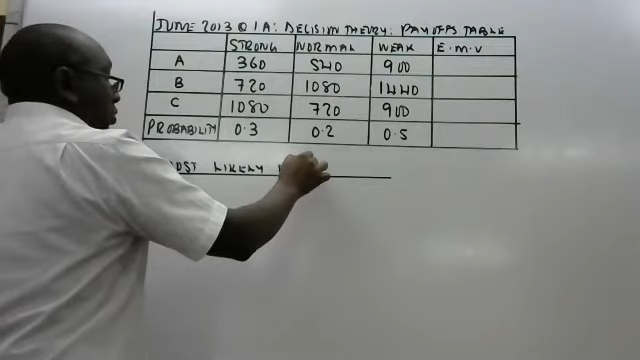 JUNE 2013 Q 1A: DECISION THEORY: PAYOFFS TABLE
STRONG NORMAL WEAK E.M.V
A 360 540 900
B 720 1080 1440
C 1080 720 900
PROBABILITY 0.3 0.2 0.5
MOST LIKELY